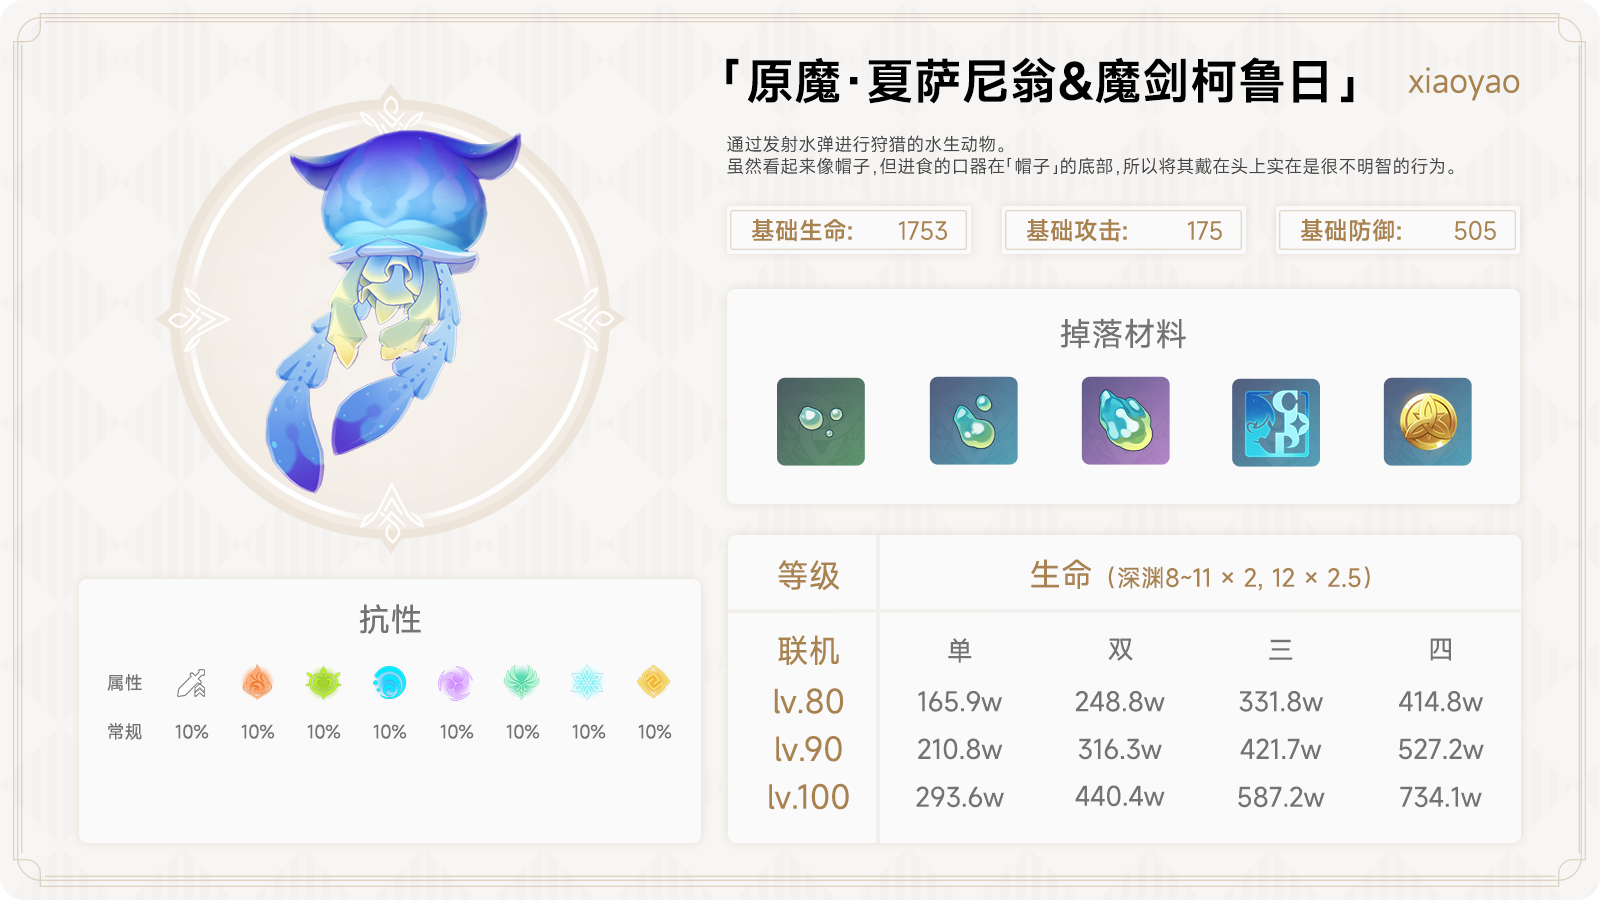 「原魔·夏萨尼翁&魔剑柯鲁日」 xiaoyao
通过发射水弹进行狩猎的水生动物。
虽然看起来像帽子,但进食的口器在「帽子」的底部,所以将其戴在头上实在是很不明智的行为。
基础生命: 1753 基础攻击: 175 基础防御: 505
掉落材料
等级 生命（深渊8~11 × 2, 12 × 2.5）
联机 单 双 三 四
lv.80 165.9w 248.8w 331.8w 414.8w
lv.90 210.8w 316.3w 421.7w 527.2w
lv.100 293.6w 440.4w 587.2w 734.1w
抗性
属性
常规 10% 10% 10% 10% 10% 10% 10% 10%